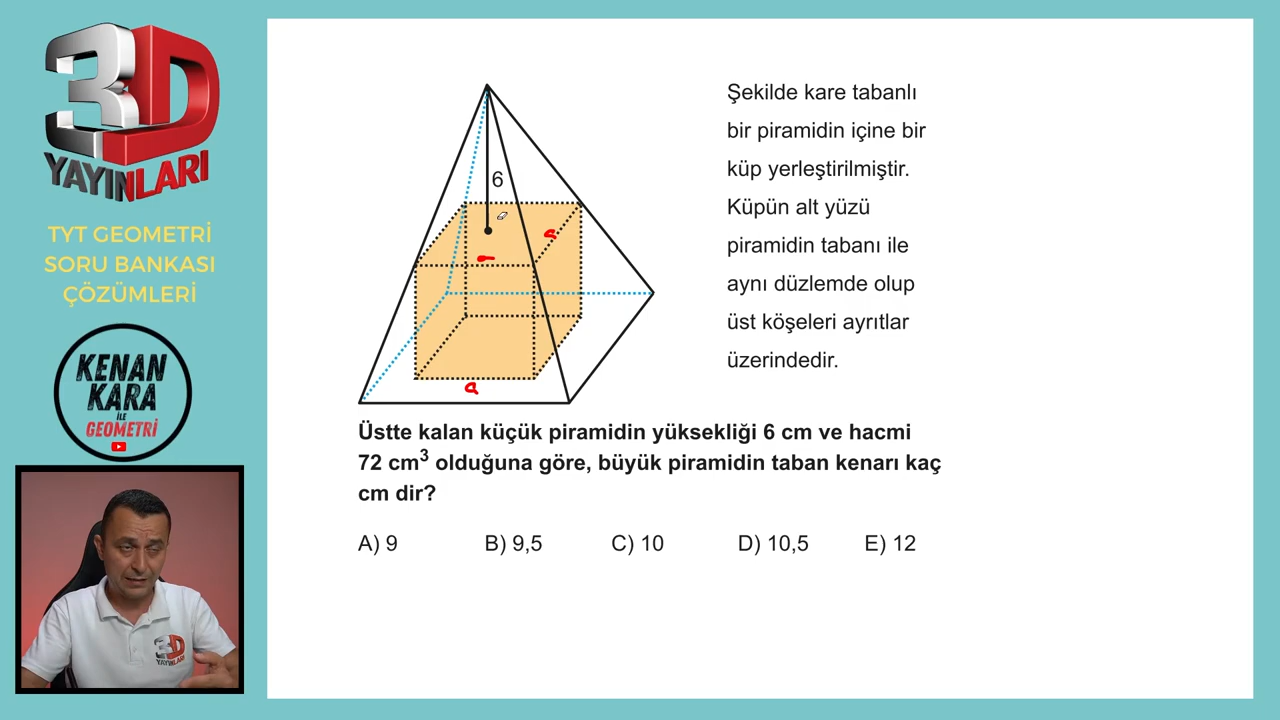 3D
YAYINLARI
TYT GEOMETRİ
SORU BANKASI
ÇÖZÜMLERİ
KENAN
KARA
İLE
GEOMETRİ
3D
YAYINLARI
6
a
a
a
Şekilde kare tabanlı
bir piramidin içine bir
küp yerleştirilmiştir.
Küpün alt yüzü
piramidin tabanı ile
aynı düzlemde olup
üst köşeleri ayrıtlar
üzerindedir.
Üstte kalan küçük piramidin yüksekliği 6 cm ve hacmi
72 cm³ olduğuna göre, büyük piramidin taban kenarı kaç
cm dir?
A) 9 B) 9,5 C) 10 D) 10,5 E) 12